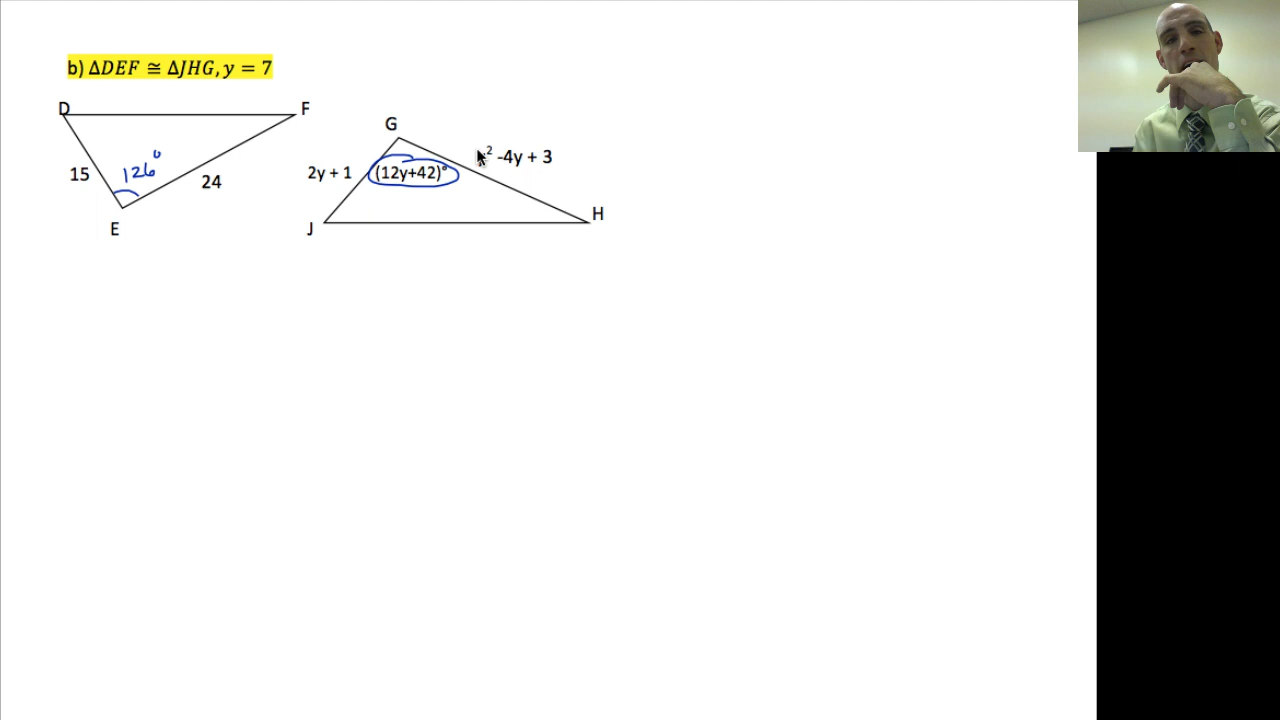 b) ΔDEF ≅ ΔJHG, y = 7
D
F
15
126°
24
E
G
2y + 1
(12y+42)°
² -4y + 3
J
H